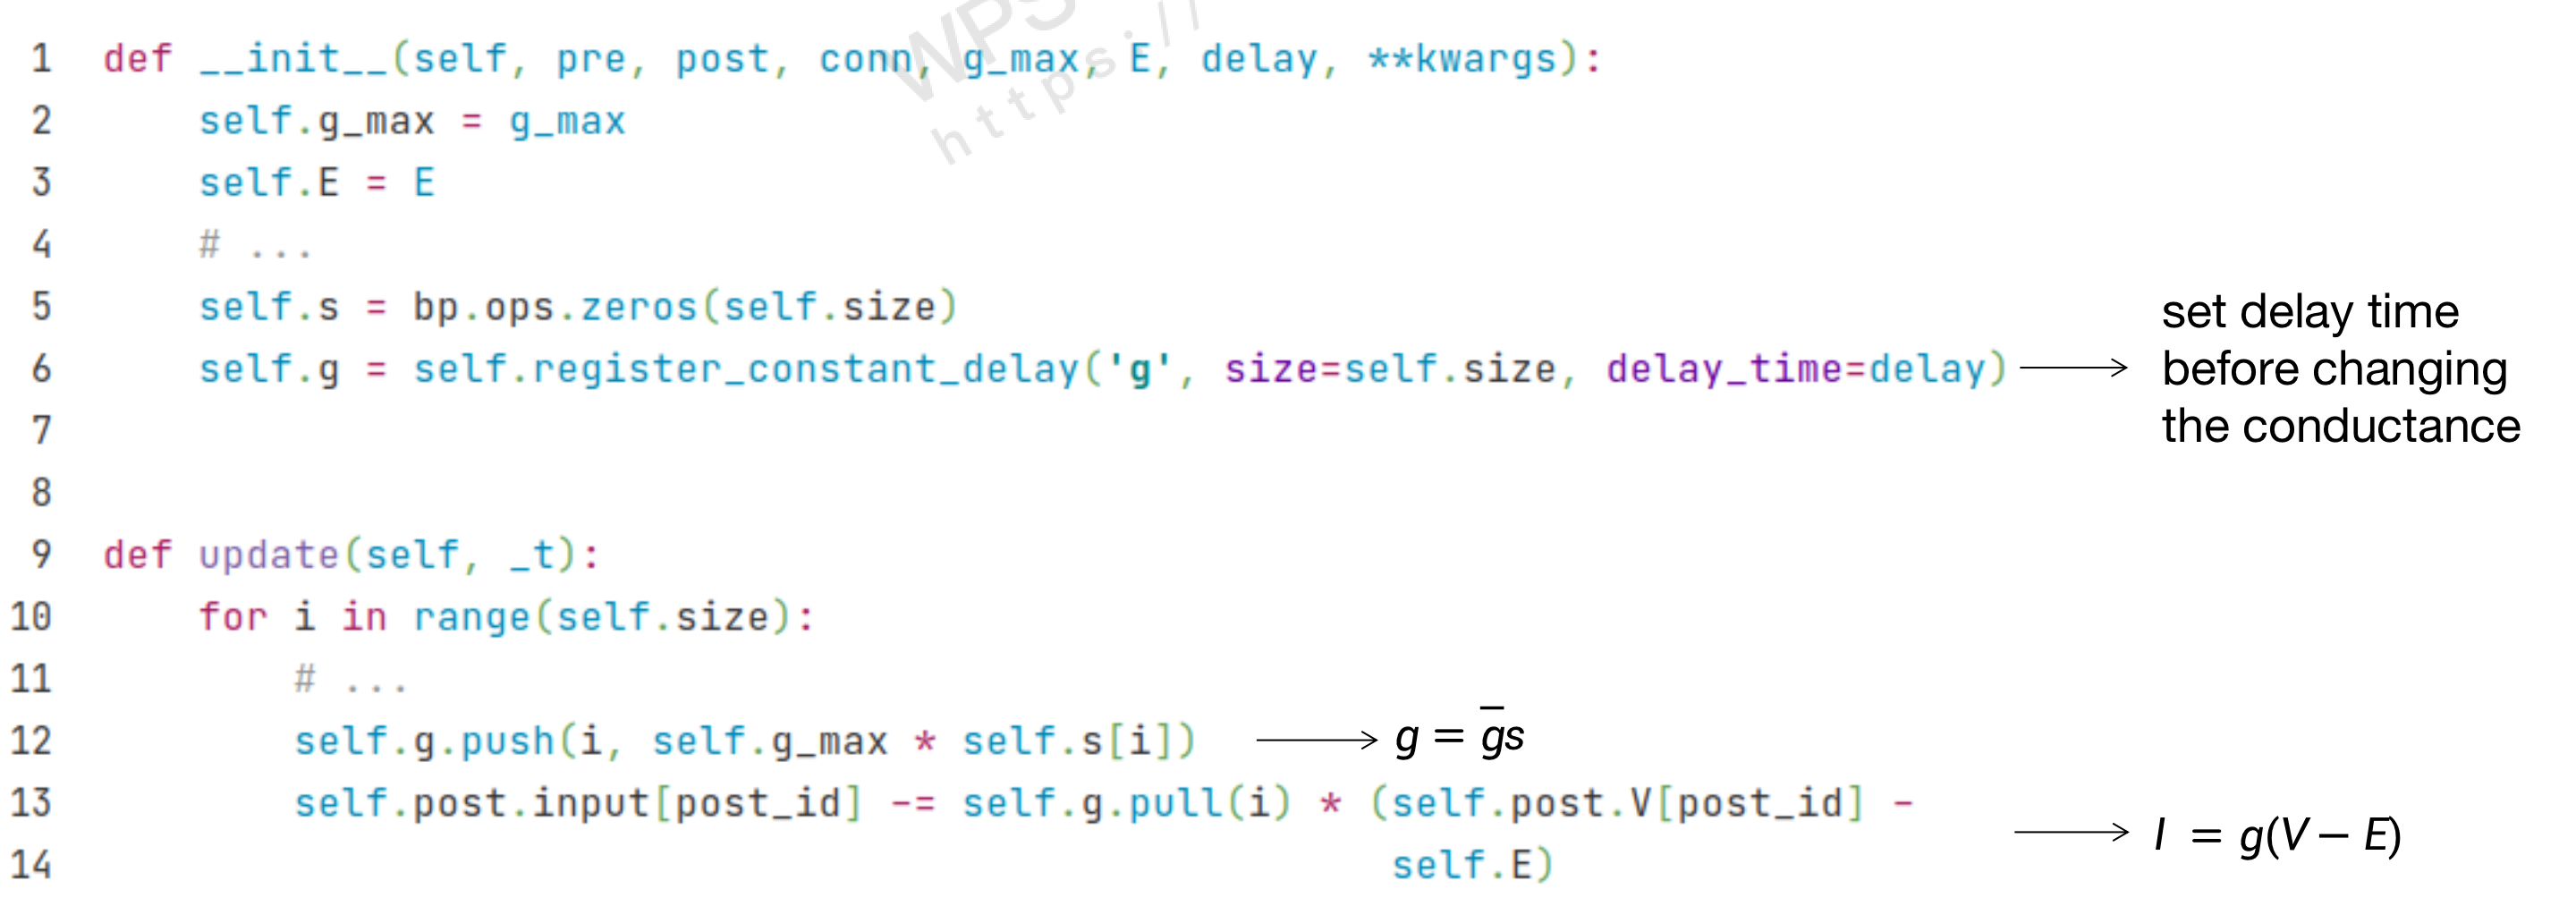 WPS
https://
1 def __init__(self, pre, post, conn, g_max, E, delay, **kwargs):
2 self.g_max = g_max
3 self.E = E
4 # ...
5 self.s = bp.ops.zeros(self.size)
6 self.g = self.register_constant_delay('g', size=self.size, delay_time=delay)
set delay time
before changing
the conductance
7
8
9 def update(self, _t):
10 for i in range(self.size):
11 # ...
12 self.g.push(i, self.g_max * self.s[i])
g = g̅s
13 self.post.input[post_id] -= self.g.pull(i) * (self.post.V[post_id] -
14 self.E)
I = g(V − E)